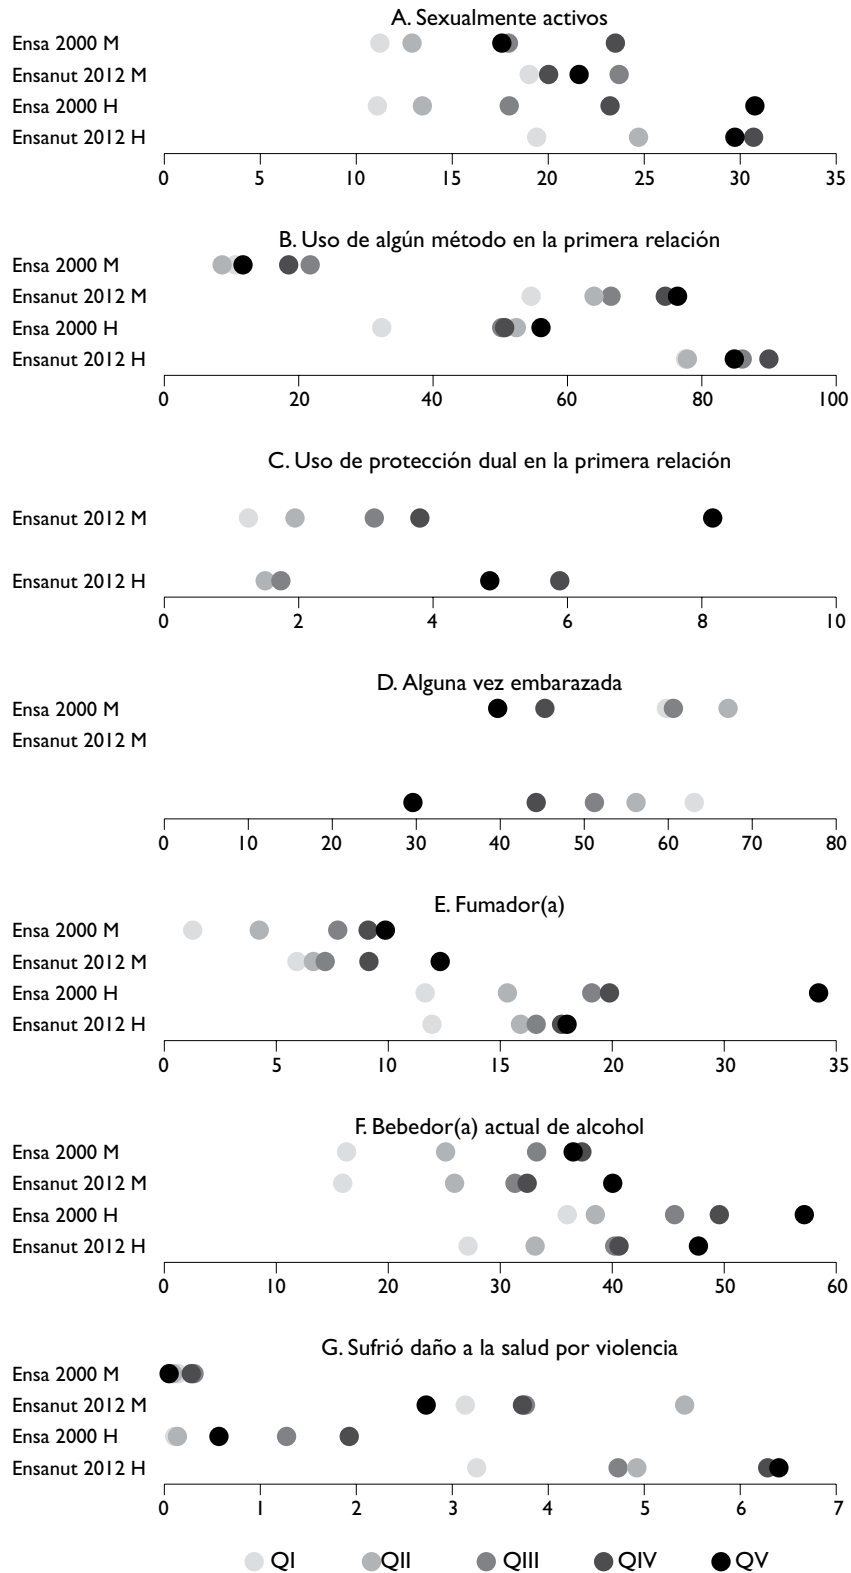 A. Sexualmente activos
Ensa 2000 M
Ensanut 2012 M
Ensa 2000 H
Ensanut 2012 H
0 5 10 15 20 25 30 35
B. Uso de algún método en la primera relación
Ensa 2000 M
Ensanut 2012 M
Ensa 2000 H
Ensanut 2012 H
0 20 40 60 80 100
C. Uso de protección dual en la primera relación
Ensanut 2012 M
Ensanut 2012 H
0 2 4 6 8 10
D. Alguna vez embarazada
Ensa 2000 M
Ensanut 2012 M
0 10 20 30 40 50 60 70 80
E. Fumador(a)
Ensa 2000 M
Ensanut 2012 M
Ensa 2000 H
Ensanut 2012 H
0 5 10 15 20 30 35
F. Bebedor(a) actual de alcohol
Ensa 2000 M
Ensanut 2012 M
Ensa 2000 H
Ensanut 2012 H
0 10 20 30 40 50 60
G. Sufrió daño a la salud por violencia
Ensa 2000 M
Ensanut 2012 M
Ensa 2000 H
Ensanut 2012 H
0 1 2 3 4 5 6 7
QI QII QIII QIV QV